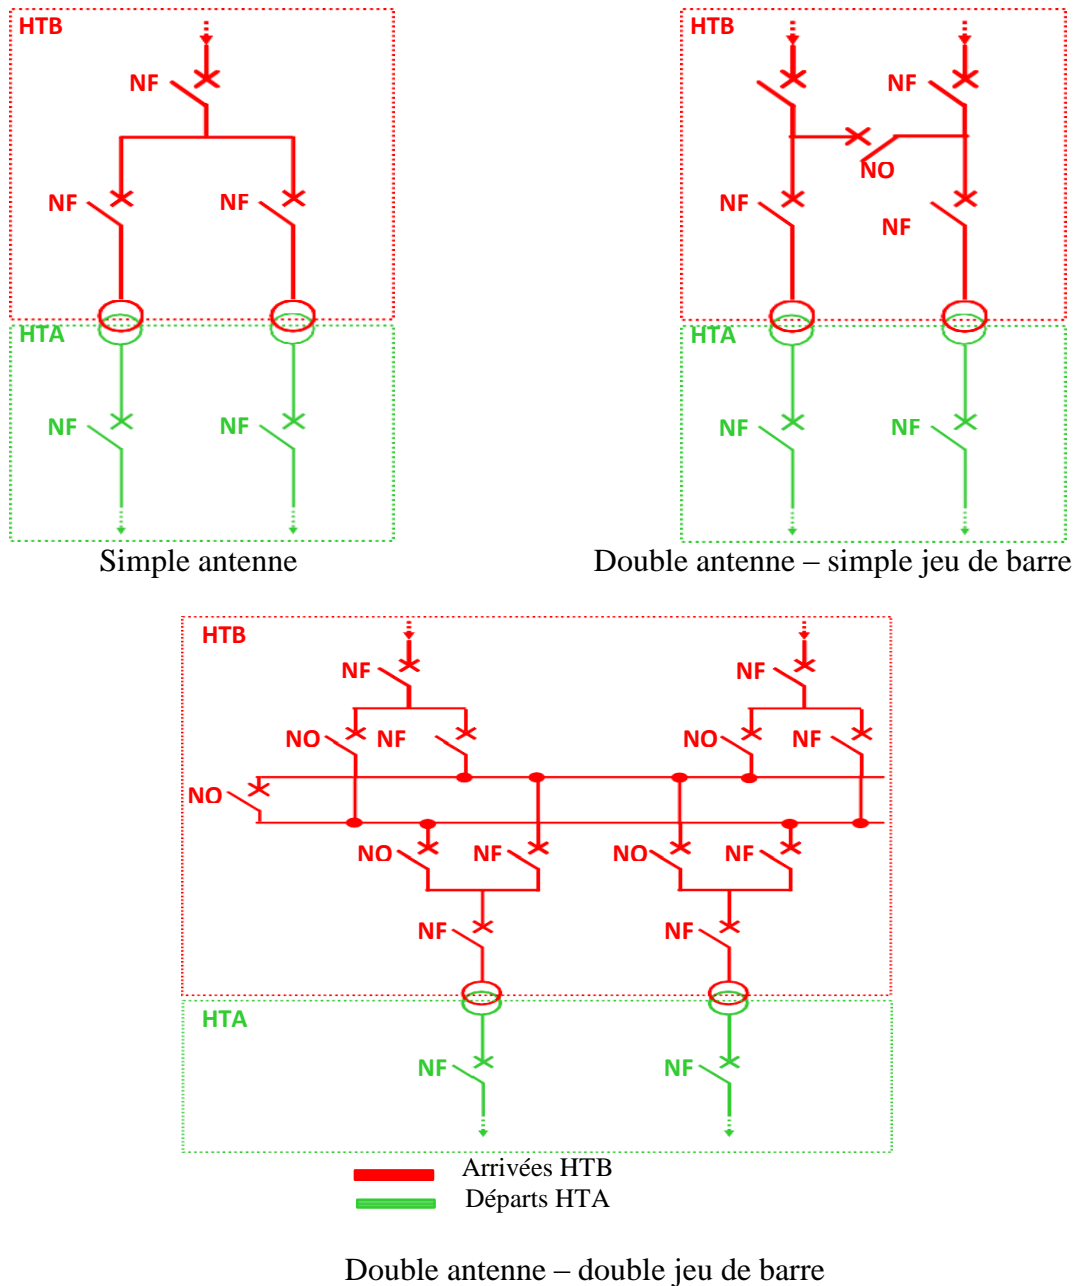 HTB
NF
NF
NF
HTA
NF
NF
Simple antenne
HTB
NF
NO
NF
NF
HTA
NF
NF
Double antenne – simple jeu de barre
HTB
NF
NF
NO
NF
NO
NF
NO
NO
NF
NO
NF
NF
NF
HTA
NF
NF
Arrivées HTB
Départs HTA
Double antenne – double jeu de barre